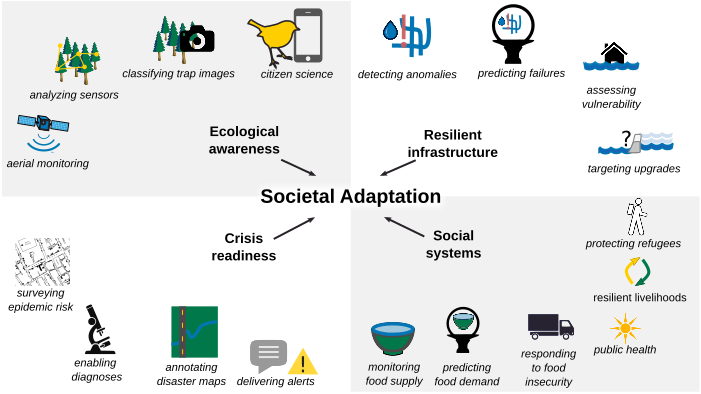 classifying trap images
citizen science
analyzing sensors
aerial monitoring
Ecological
awareness
detecting anomalies
predicting failures
assessing
vulnerability
targeting upgrades
?
Resilient
infrastructure
Societal Adaptation
Crisis
readiness
surveying
epidemic risk
enabling
diagnoses
annotating
disaster maps
delivering alerts
!
Social
systems
protecting refugees
resilient livelihoods
public health
monitoring
food supply
predicting
food demand
responding
to food
insecurity